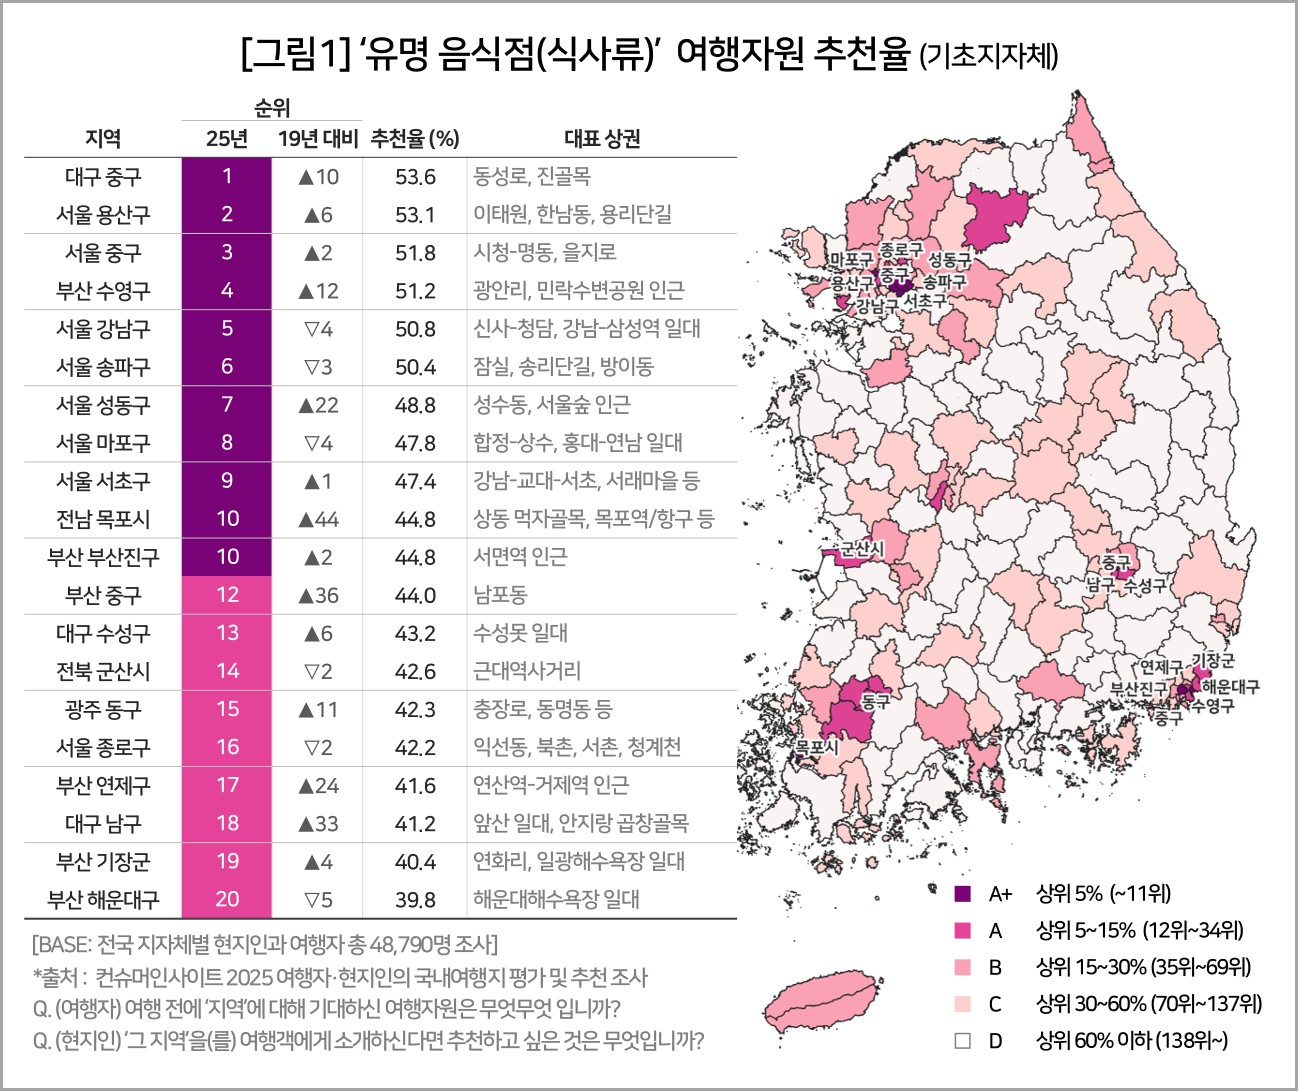 [그림1] ‘유명 음식점(식사류)’ 여행자원 추천율 (기초지자체)
순위
지역 25년 19년 대비 추천율 (%) 대표 상권
대구 중구 1 ▲10 53.6 동성로, 진골목
서울 용산구 2 ▲6 53.1 이태원, 한남동, 용리단길
서울 중구 3 ▲2 51.8 시청-명동, 을지로
부산 수영구 4 ▲12 51.2 광안리, 민락수변공원 인근
서울 강남구 5 ▽4 50.8 신사-청담, 강남-삼성역 일대
서울 송파구 6 ▽3 50.4 잠실, 송리단길, 방이동
서울 성동구 7 ▲22 48.8 성수동, 서울숲 인근
서울 마포구 8 ▽4 47.8 합정-상수, 홍대-연남 일대
서울 서초구 9 ▲1 47.4 강남-교대-서초, 서래마을 등
전남 목포시 10 ▲44 44.8 상동 먹자골목, 목포역/항구 등
부산 부산진구 10 ▲2 44.8 서면역 인근
부산 중구 12 ▲36 44.0 남포동
대구 수성구 13 ▲6 43.2 수성못 일대
전북 군산시 14 ▽2 42.6 근대역사거리
광주 동구 15 ▲11 42.3 충장로, 동명동 등
서울 종로구 16 ▽2 42.2 익선동, 북촌, 서촌, 청계천
부산 연제구 17 ▲24 41.6 연산역-거제역 인근
대구 남구 18 ▲33 41.2 앞산 일대, 안지랑 곱창골목
부산 기장군 19 ▲4 40.4 연화리, 일광해수욕장 일대
부산 해운대구 20 ▽5 39.8 해운대해수욕장 일대
[BASE: 전국 지자체별 현지인과 여행자 총 48,790명 조사]
*출처 : 컨슈머인사이트 2025 여행자·현지인의 국내여행지 평가 및 추천 조사
Q. (여행자) 여행 전에 ‘지역’에 대해 기대하신 여행자원은 무엇무엇 입니까?
Q. (현지인) ‘그 지역’을(를) 여행객에게 소개하신다면 추천하고 싶은 것은 무엇입니까?
종로구
마포구 성동구
중구
용산구 송파구
강남구 서초구
군산시
중구
남구 수성구
연제구 기장군
부산진구 해운대구
수영구
중구
동구
목포시
A+ 상위 5% (~11위)
A 상위 5~15% (12위~34위)
B 상위 15~30% (35위~69위)
C 상위 30~60% (70위~137위)
D 상위 60% 이하 (138위~)